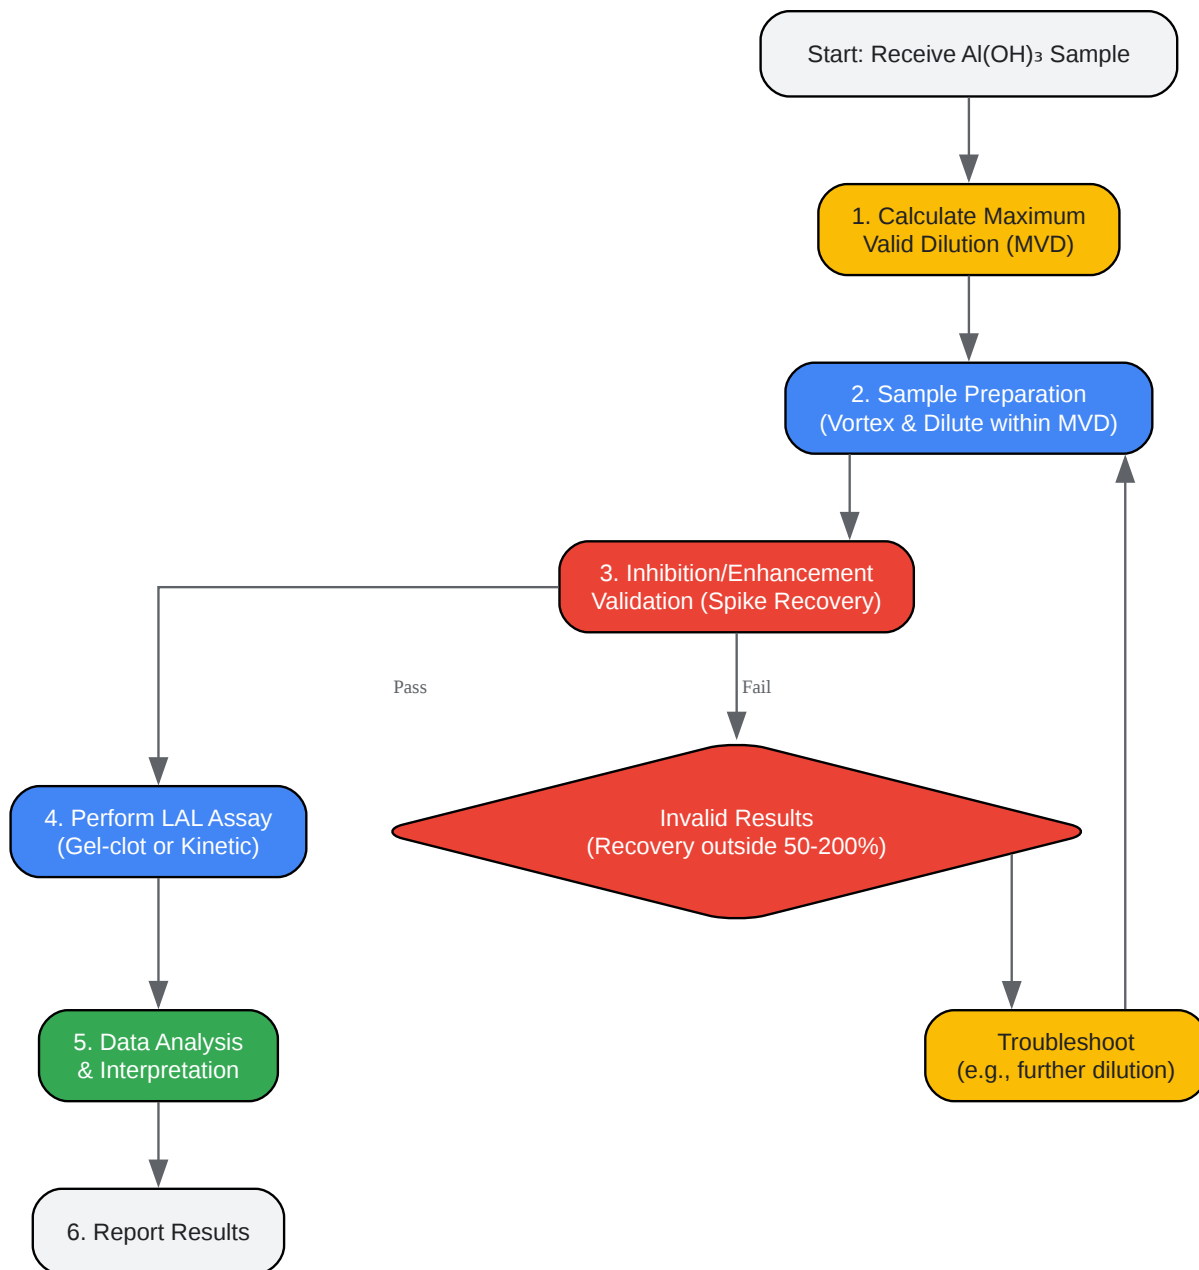 Start: Receive Al(OH)₃ Sample
1. Calculate Maximum
Valid Dilution (MVD)
2. Sample Preparation
(Vortex & Dilute within MVD)
3. Inhibition/Enhancement
Validation (Spike Recovery)
Pass
Fail
Invalid Results
(Recovery outside 50-200%)
4. Perform LAL Assay
(Gel-clot or Kinetic)
Troubleshoot
(e.g., further dilution)
5. Data Analysis
& Interpretation
6. Report Results